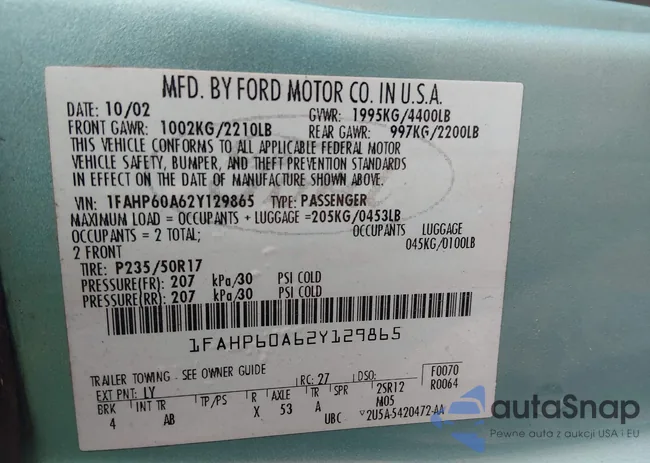 MFD. BY FORD MOTOR CO. IN U.S.A.
DATE: 10/02 GVWR: 1995KG/4400LB
FRONT GAWR: 1002KG/2210LB REAR GAWR: 997KG/2200LB
THIS VEHICLE CONFORMS TO ALL APPLICABLE FEDERAL MOTOR
VEHICLE SAFETY, BUMPER, AND THEFT PREVENTION STANDARDS
IN EFFECT ON THE DATE OF MANUFACTURE SHOWN ABOVE.
VIN: 1FAHP60A62Y129865 TYPE: PASSENGER
MAXIMUM LOAD = OCCUPANTS + LUGGAGE =205KG/0453LB
OCCUPANTS = 2 TOTAL; OCCUPANTS LUGGAGE
2 FRONT 045KG/0100LB
TIRE: P235/50R17
PRESSURE(FR): 207 kPa/30 PSI COLD
PRESSURE(RR): 207 kPa/30 PSI COLD
1FAHP60A62Y129865
TRAILER TOWING - SEE OWNER GUIDE
EXT PNT: LY RC: 27 DSO: F0070
BRK INT TR TP/PS R AXLE TR SPR 2SR12 R0064
4 AB X 53 A M05
UBC v2U5A-5420472-AA
autaSnap
Pewne auta z aukcji USA i EU